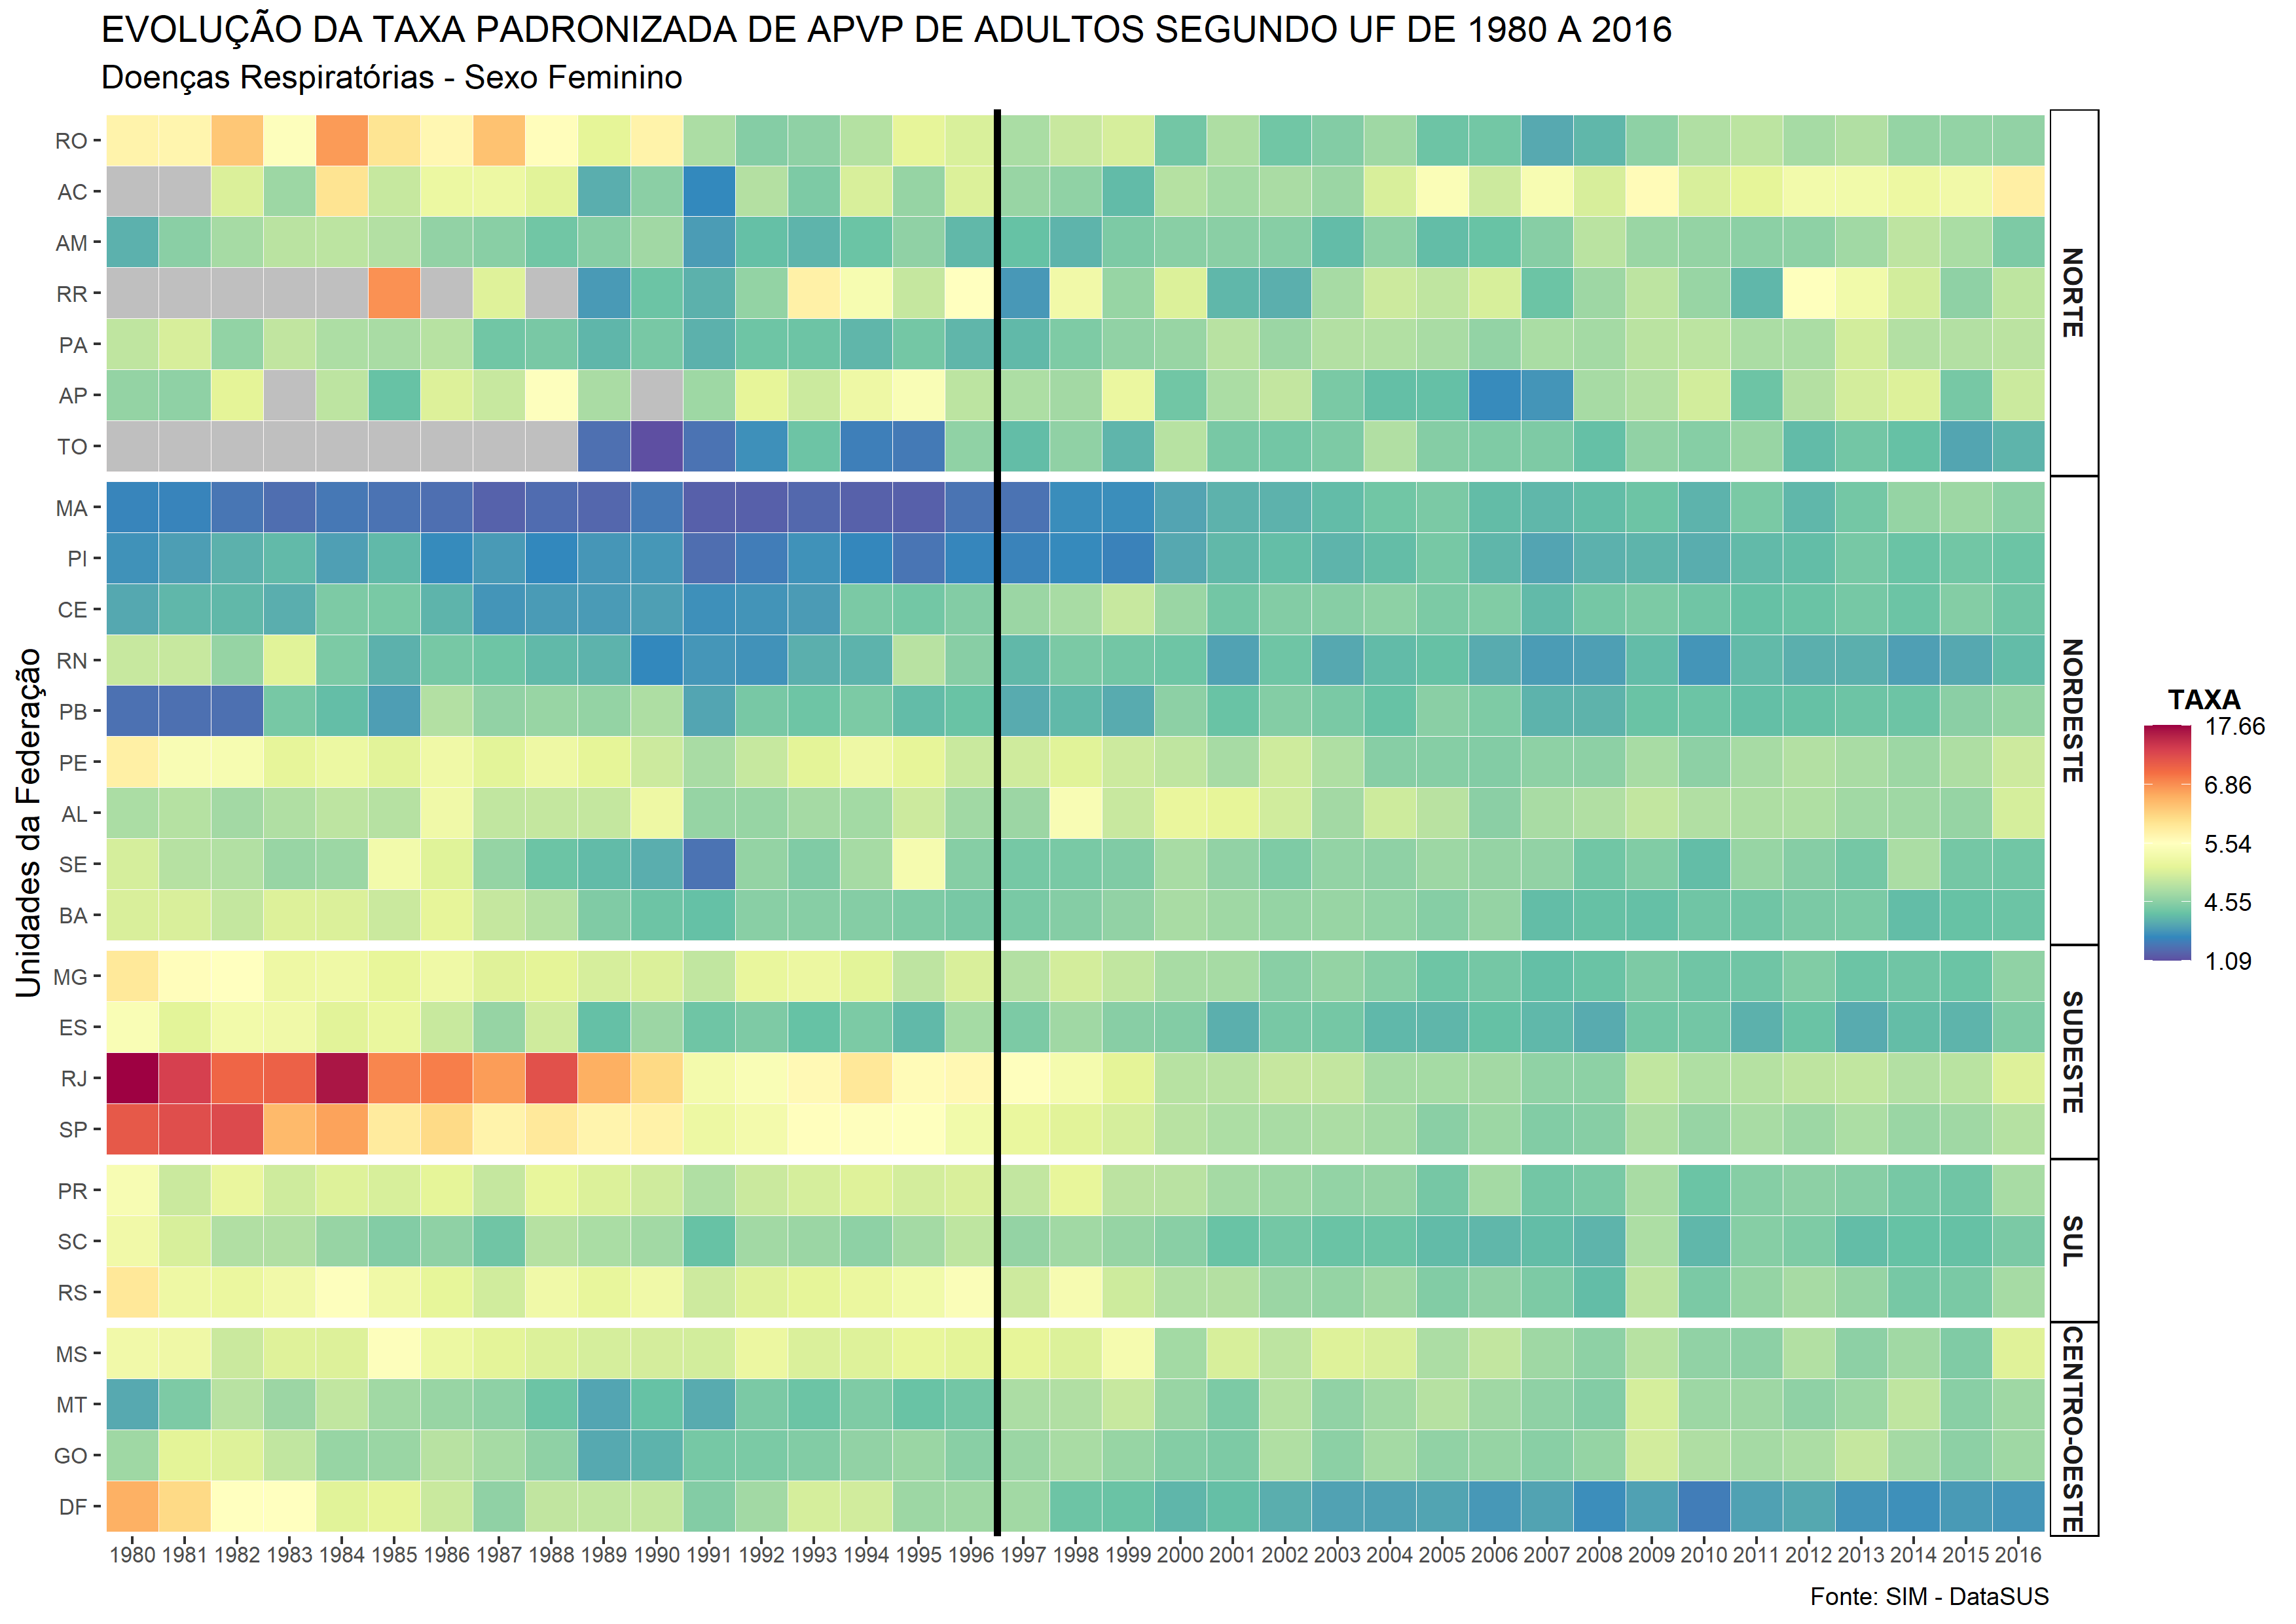 EVOLUÇÃO DA TAXA PADRONIZADA DE APVP DE ADULTOS SEGUNDO UF DE 1980 A 2016
Doenças Respiratórias - Sexo Feminino
Unidades da Federação
RO
AC
AM
RR
PA
AP
TO
NORTE
MA
PI
CE
RN
PB
PE
AL
SE
BA
NORDESTE
MG
ES
RJ
SP
SUDESTE
PR
SC
RS
SUL
MS
MT
GO
DF
CENTRO-OESTE
1980 1981 1982 1983 1984 1985 1986 1987 1988 1989 1990 1991 1992 1993 1994 1995 1996 1997 1998 1999 2000 2001 2002 2003 2004 2005 2006 2007 2008 2009 2010 2011 2012 2013 2014 2015 2016
TAXA
17.66
6.86
5.54
4.55
1.09
Fonte: SIM - DataSUS